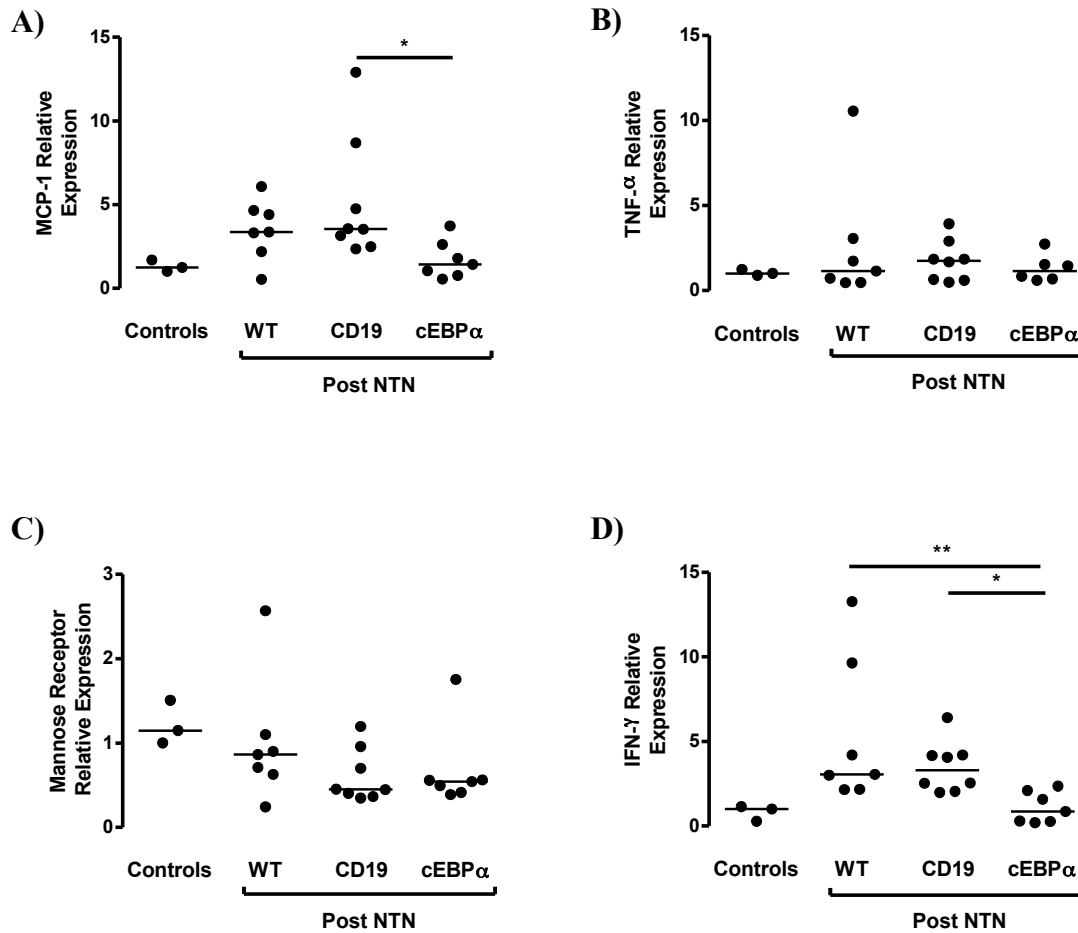 A)
MCP-1 Relative
Expression
15
10
5
0
*
Controls
WT
CD19
cEBPα
Post NTN
B)
TNF-α Relative
Expression
15
10
5
0
Controls
WT
CD19
cEBPα
Post NTN
C)
Mannose Receptor
Relative Expression
3
2
1
0
Controls
WT
CD19
cEBPα
Post NTN
D)
IFN-γ Relative
Expression
15
10
5
0
**
*
Controls
WT
CD19
cEBPα
Post NTN